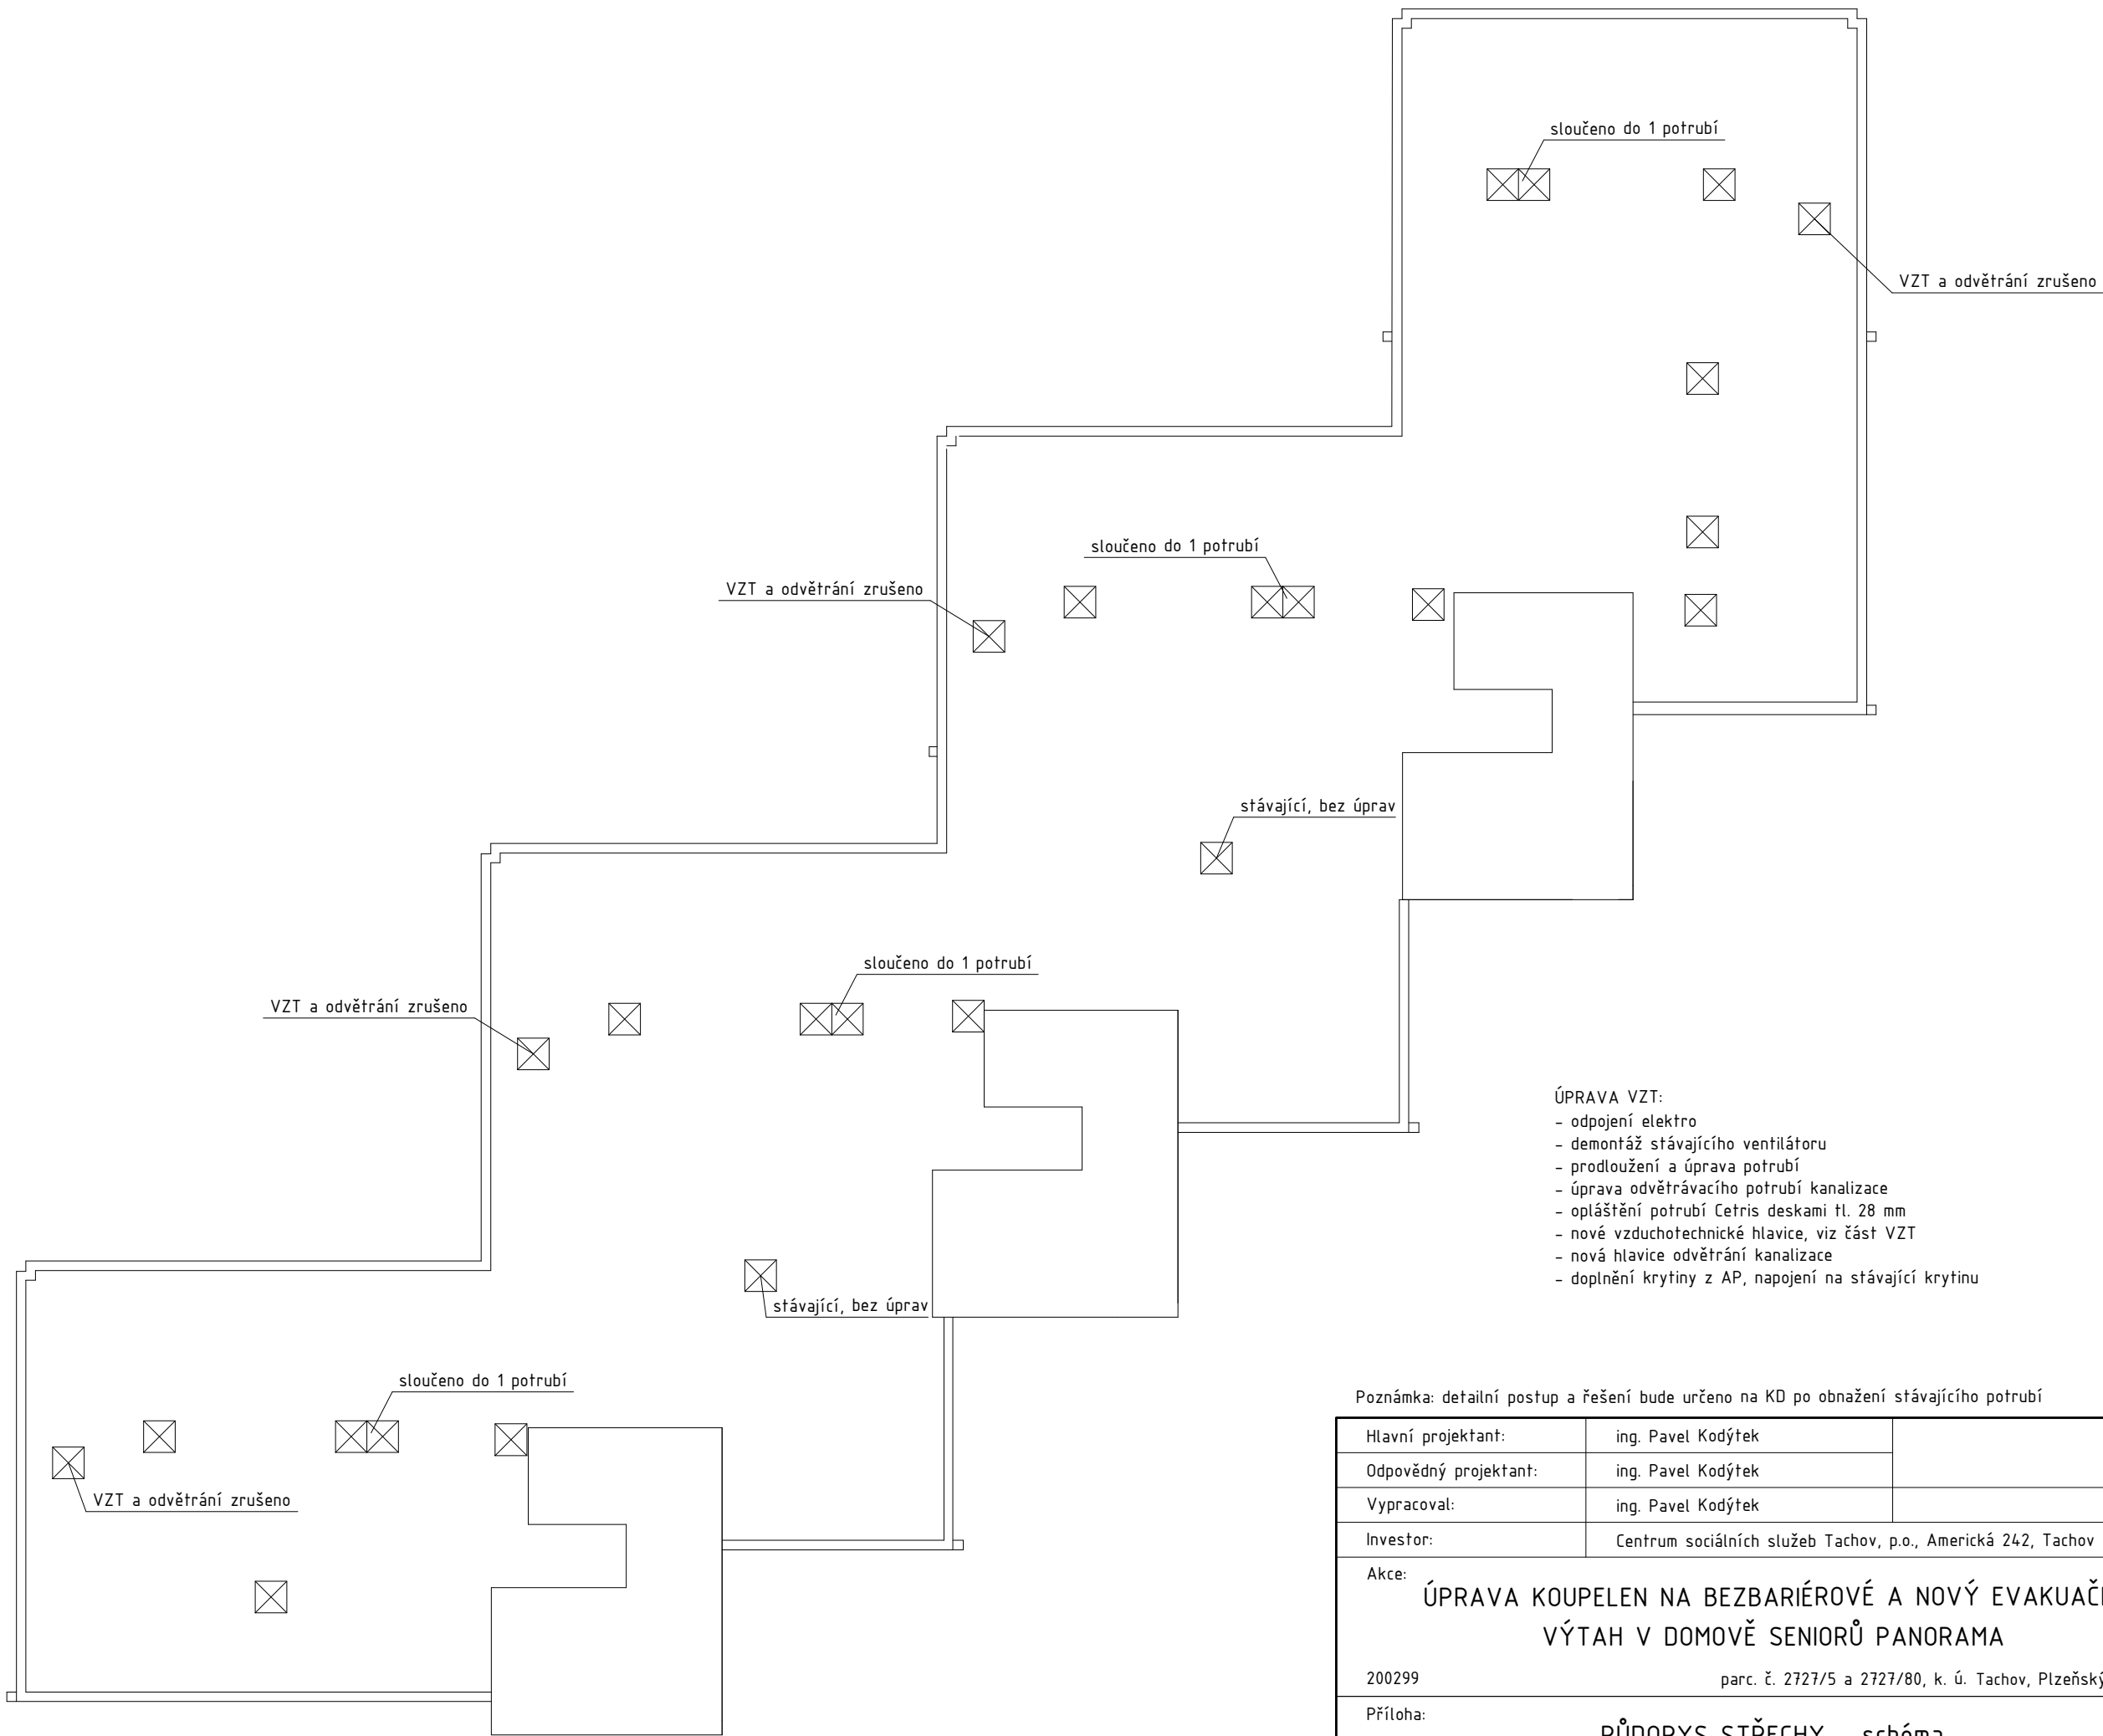 sloučeno do 1 potrubí
VZT a odvětrání zrušeno
sloučeno do 1 potrubí
VZT a odvětrání zrušeno
stávající, bez úprav
sloučeno do 1 potrubí
VZT a odvětrání zrušeno
stávající, bez úprav
sloučeno do 1 potrubí
VZT a odvětrání zrušeno
ÚPRAVA VZT:
- odpojení elektro
- demontáž stávajícího ventilátoru
- prodloužení a úprava potrubí
- úprava odvětrávacího potrubí kanalizace
- opláštění potrubí Cetris deskami tl. 28 mm
- nové vzduchotechnické hlavice, viz část VZT
- nová hlavice odvětrání kanalizace
- doplnění krytiny z AP, napojení na stávající krytinu
Poznámka: detailní postup a řešení bude určeno na KD po obnažení stávajícího potrubí
Hlavní projektant: ing. Pavel Kodýtek
Odpovědný projektant: ing. Pavel Kodýtek
Vypracoval: ing. Pavel Kodýtek
Investor: Centrum sociálních služeb Tachov, p.o., Americká 242, Tachov
Akce:
ÚPRAVA KOUPELEN NA BEZBARIÉROVÉ A NOVÝ
VÝTAH V DOMOVĚ SENIORŮ PANORAMA
200299 parc. č. 2727/5 a 2727/80, k. ú. Tachov, Plzeňský
Příloha:
PŮDORYS STŘECHY schéma